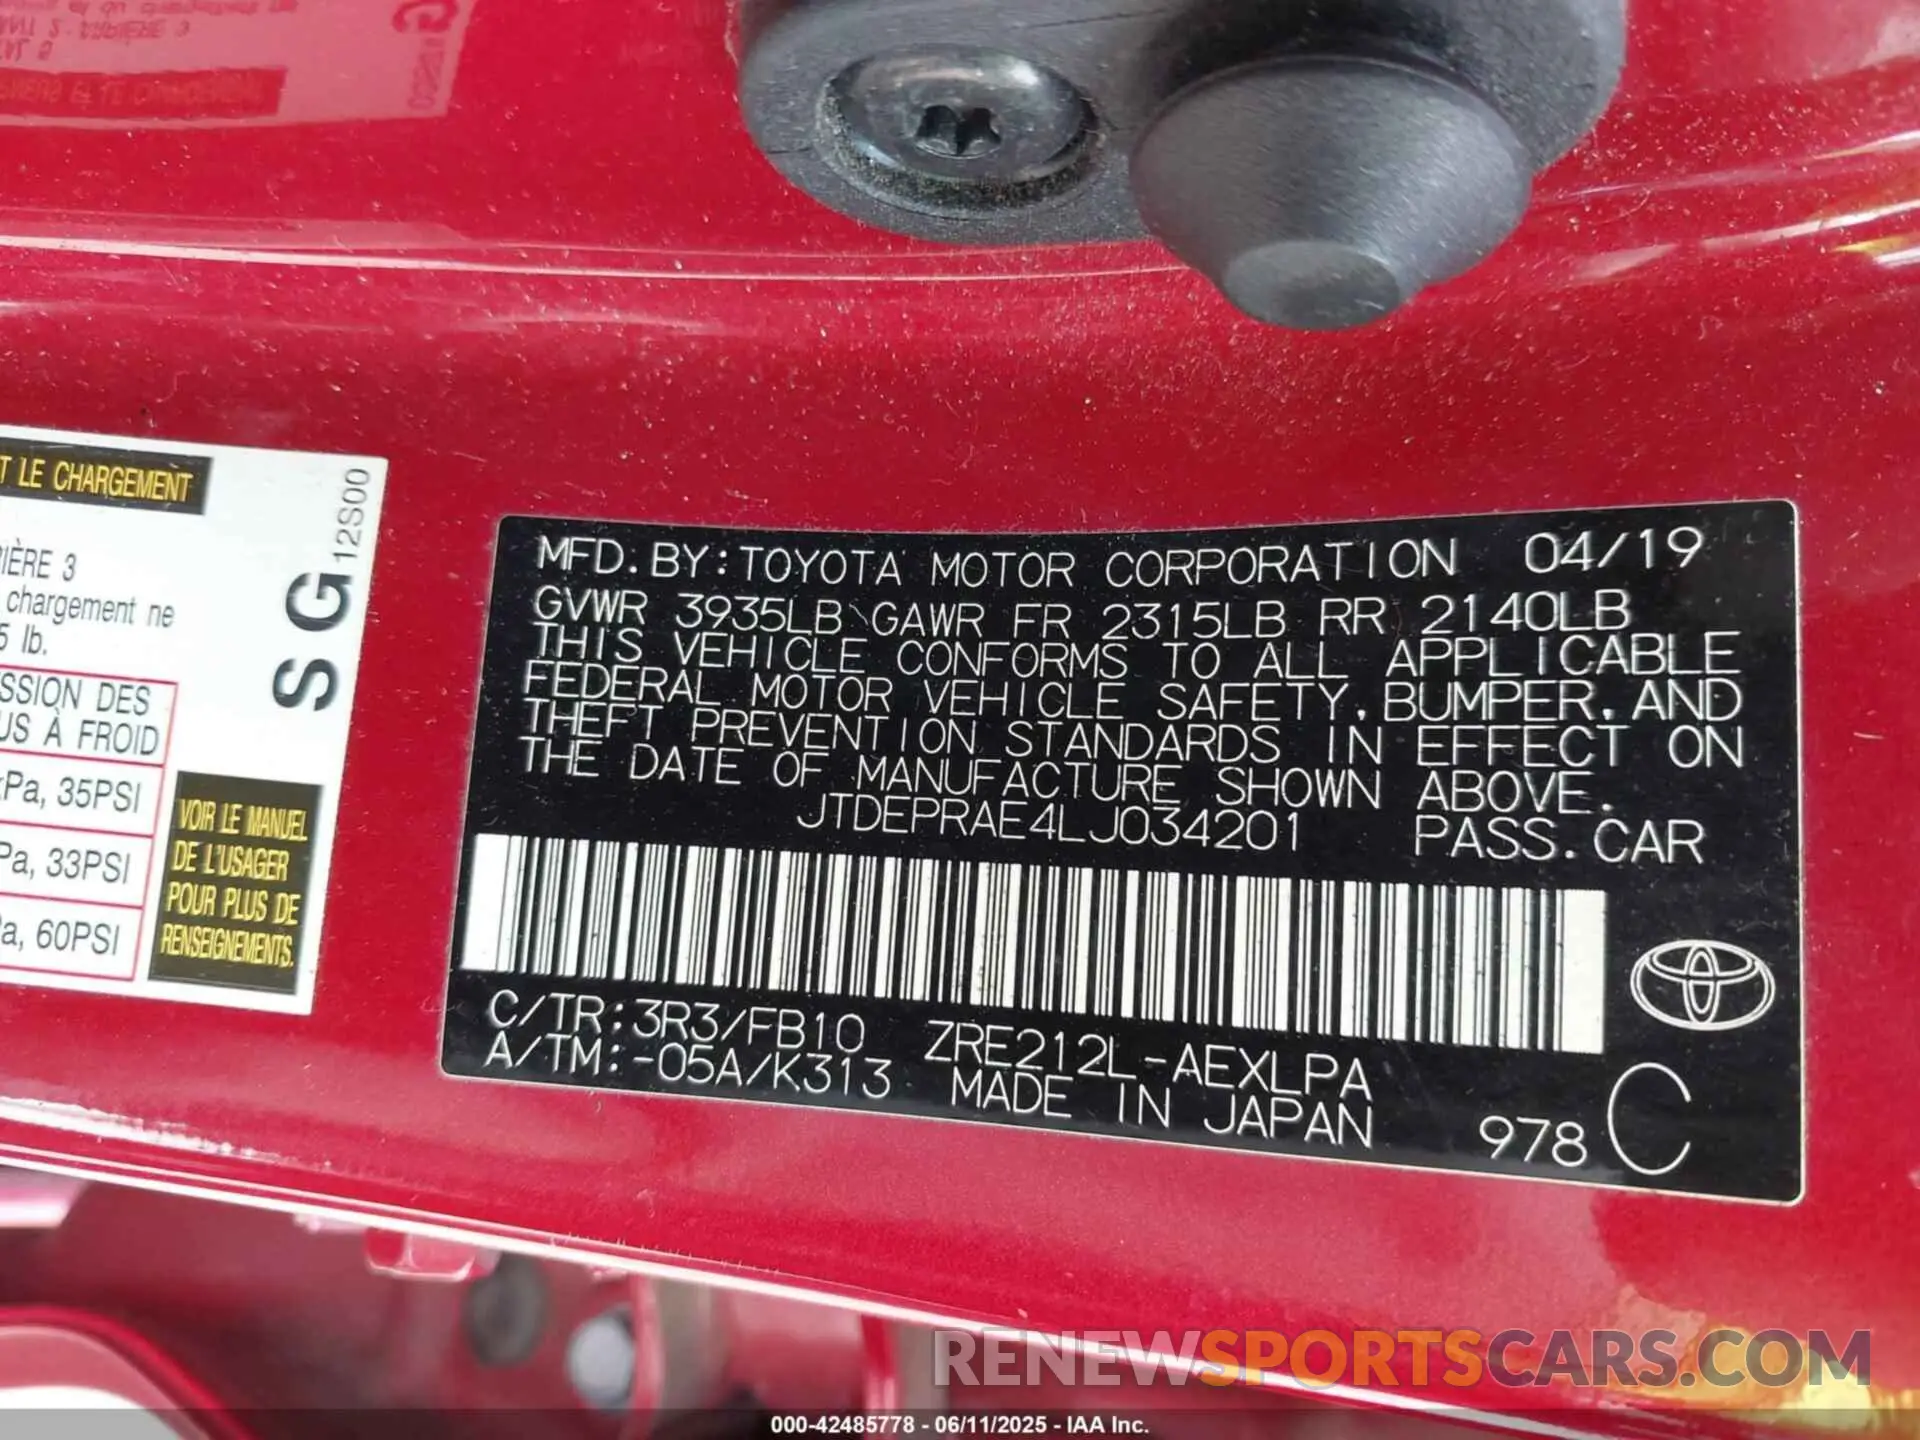 T LE CHARGEMENT
12S00
S G
IÈRE 3
chargement ne
5 lb.
SSION DES
US À FROID
kPa, 35PSI
Pa, 33PSI
Pa, 60PSI
VOIR LE MANUEL
DE L'USAGER
POUR PLUS DE
RENSEIGNEMENTS.
MFD. BY: TOYOTA MOTOR CORPORATION 04/19
GVWR 3935LB GAWR FR 2315LB RR 2140LB
THIS VEHICLE CONFORMS TO ALL APPLICABLE
FEDERAL MOTOR VEHICLE SAFETY, BUMPER, AND
THEFT PREVENTION STANDARDS IN EFFECT ON
THE DATE OF MANUFACTURE SHOWN ABOVE.
JTDEPRAE4LJ034201 PASS. CAR
C/TR: 3R3/FB10 ZRE212L-AEXLPA
A/TM: -05A/K313 MADE IN JAPAN 978 C
RENEWSPORTSCARS.COM
000-42485778 - 06/11/2025 - IAA Inc.